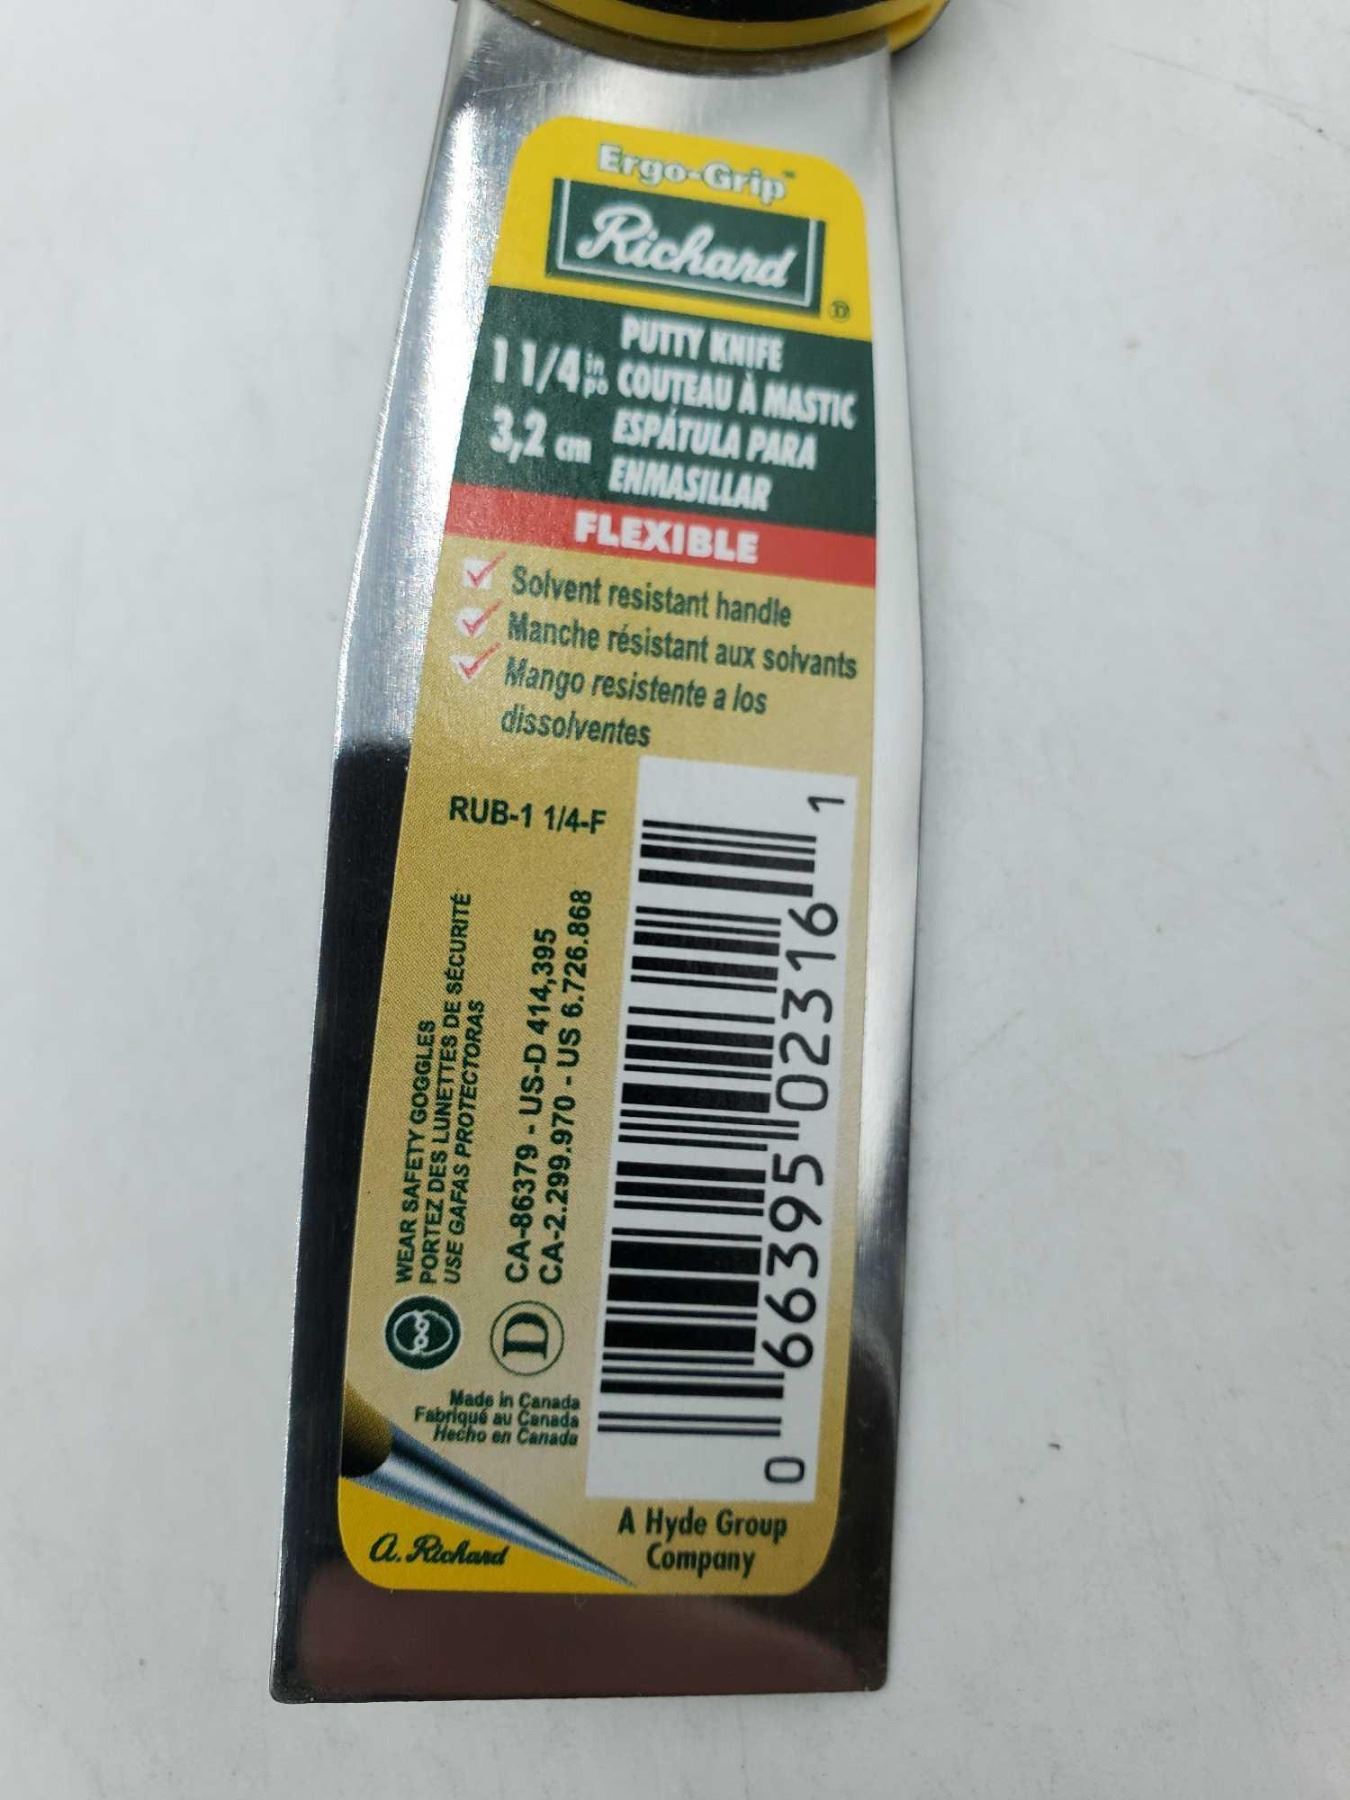 Ergo-Grip™
Richard
D
1 1/4 in po
3,2 cm
PUTTY KNIFE
COUTEAU À MASTIC
ESPÁTULA PARA
ENMASILLAR
FLEXIBLE
Solvent resistant handle
Manche résistant aux solvants
Mango resistente a los
dissolventes
RUB-1 1/4-F
WEAR SAFETY GOGGLES
PORTEZ DES LUNETTES DE SÉCURITÉ
USE GAFAS PROTECTORAS
D
CA-86379 - US-D 414,395
CA-2.299.970 - US 6.726.868
0 66395 02316 1
Made in Canada
Fabriqué au Canada
Hecho en Canada
A. Richard
A Hyde Group
Company